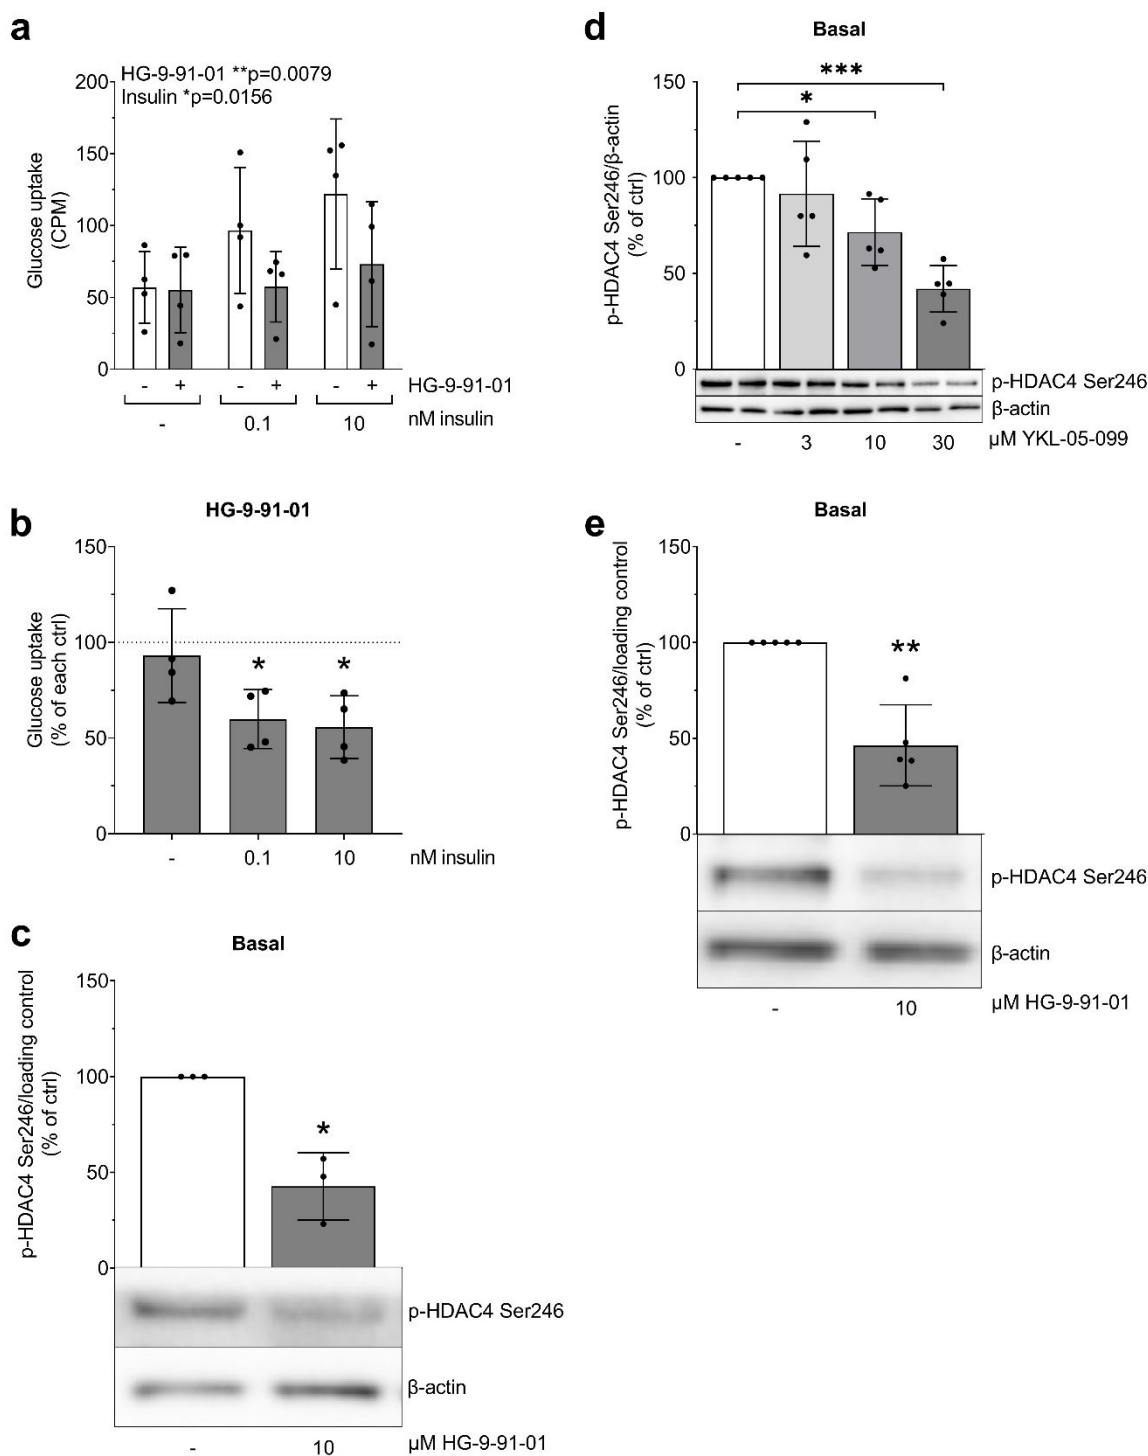 a
HG-9-91-01 **p=0.0079
Insulin *p=0.0156
Glucose uptake
(CPM)
200
150
100
50
0
- + - + - + HG-9-91-01
- 0.1 10 nM insulin
b
HG-9-91-01
Glucose uptake
(% of each ctrl)
150
100
50
0
* *
- 0.1 10 nM insulin
c
Basal
p-HDAC4 Ser246/loading control
(% of ctrl)
150
100
50
0
*
p-HDAC4 Ser246
β-actin
- 10 µM HG-9-91-01
d
Basal
p-HDAC4 Ser246/β-actin
(% of ctrl)
150
100
50
0
***
*
p-HDAC4 Ser246
β-actin
- 3 10 30 µM YKL-05-099
e
Basal
p-HDAC4 Ser246/loading control
(% of ctrl)
150
100
50
0
**
p-HDAC4 Ser246
β-actin
- 10 µM HG-9-91-01